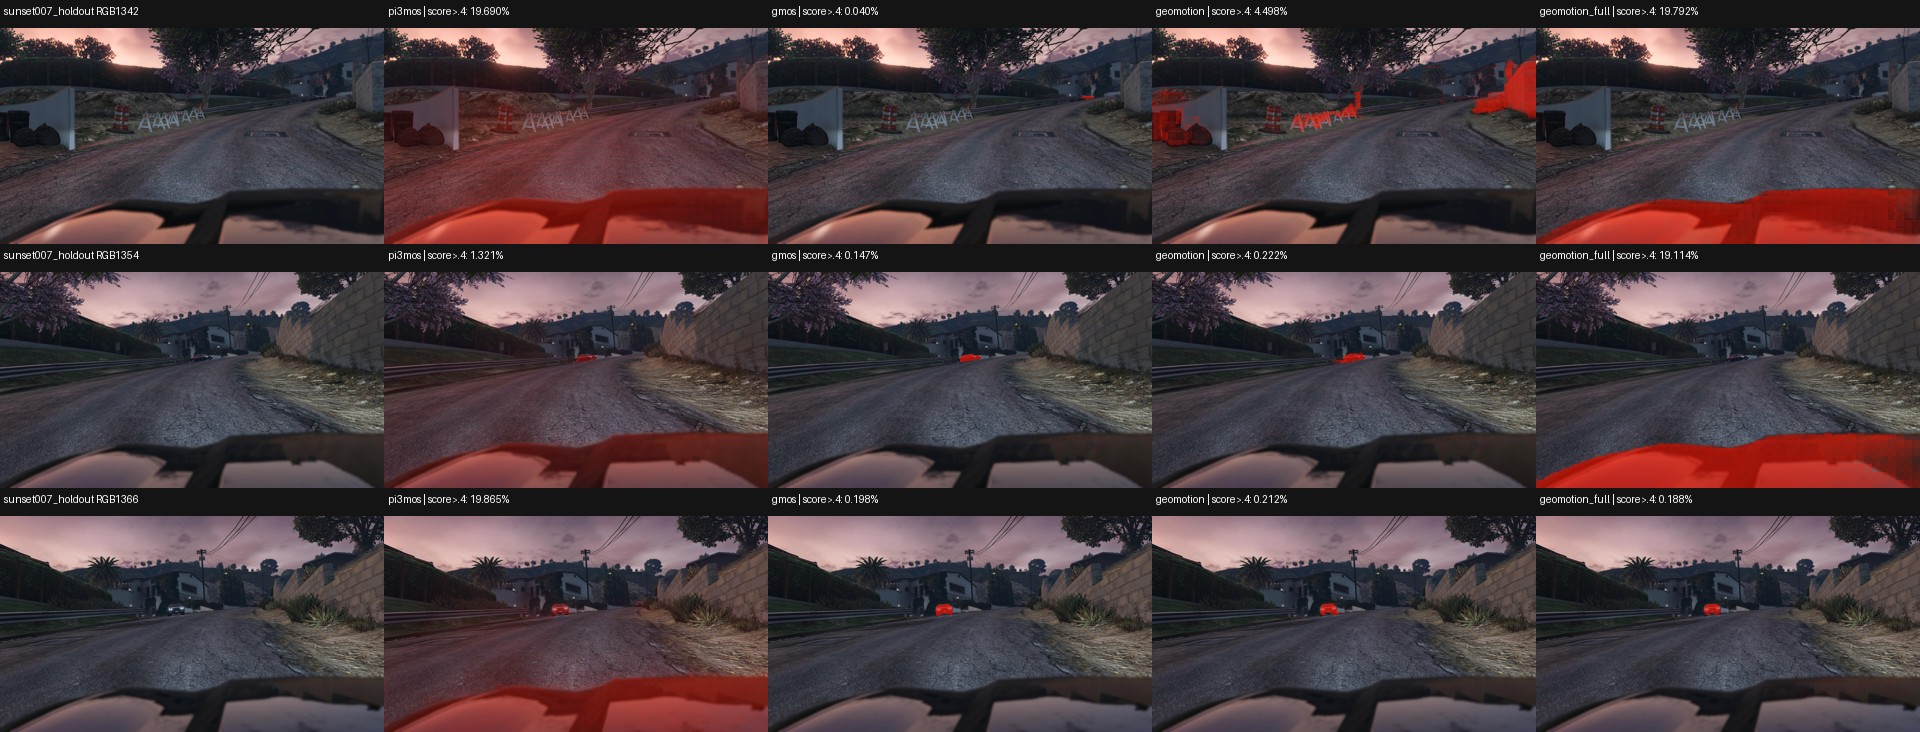 sunset007_holdout RGB1342
pi3mos | score>.4: 19.690%
gmos | score>.4: 0.040%
geomotion | score>.4: 4.498%
geomotion_full | score>.4: 19.792%
sunset007_holdout RGB1354
pi3mos | score>.4: 1.321%
gmos | score>.4: 0.147%
geomotion | score>.4: 0.222%
geomotion_full | score>.4: 19.114%
sunset007_holdout RGB1366
pi3mos | score>.4: 19.865%
gmos | score>.4: 0.198%
geomotion | score>.4: 0.212%
geomotion_full | score>.4: 0.188%